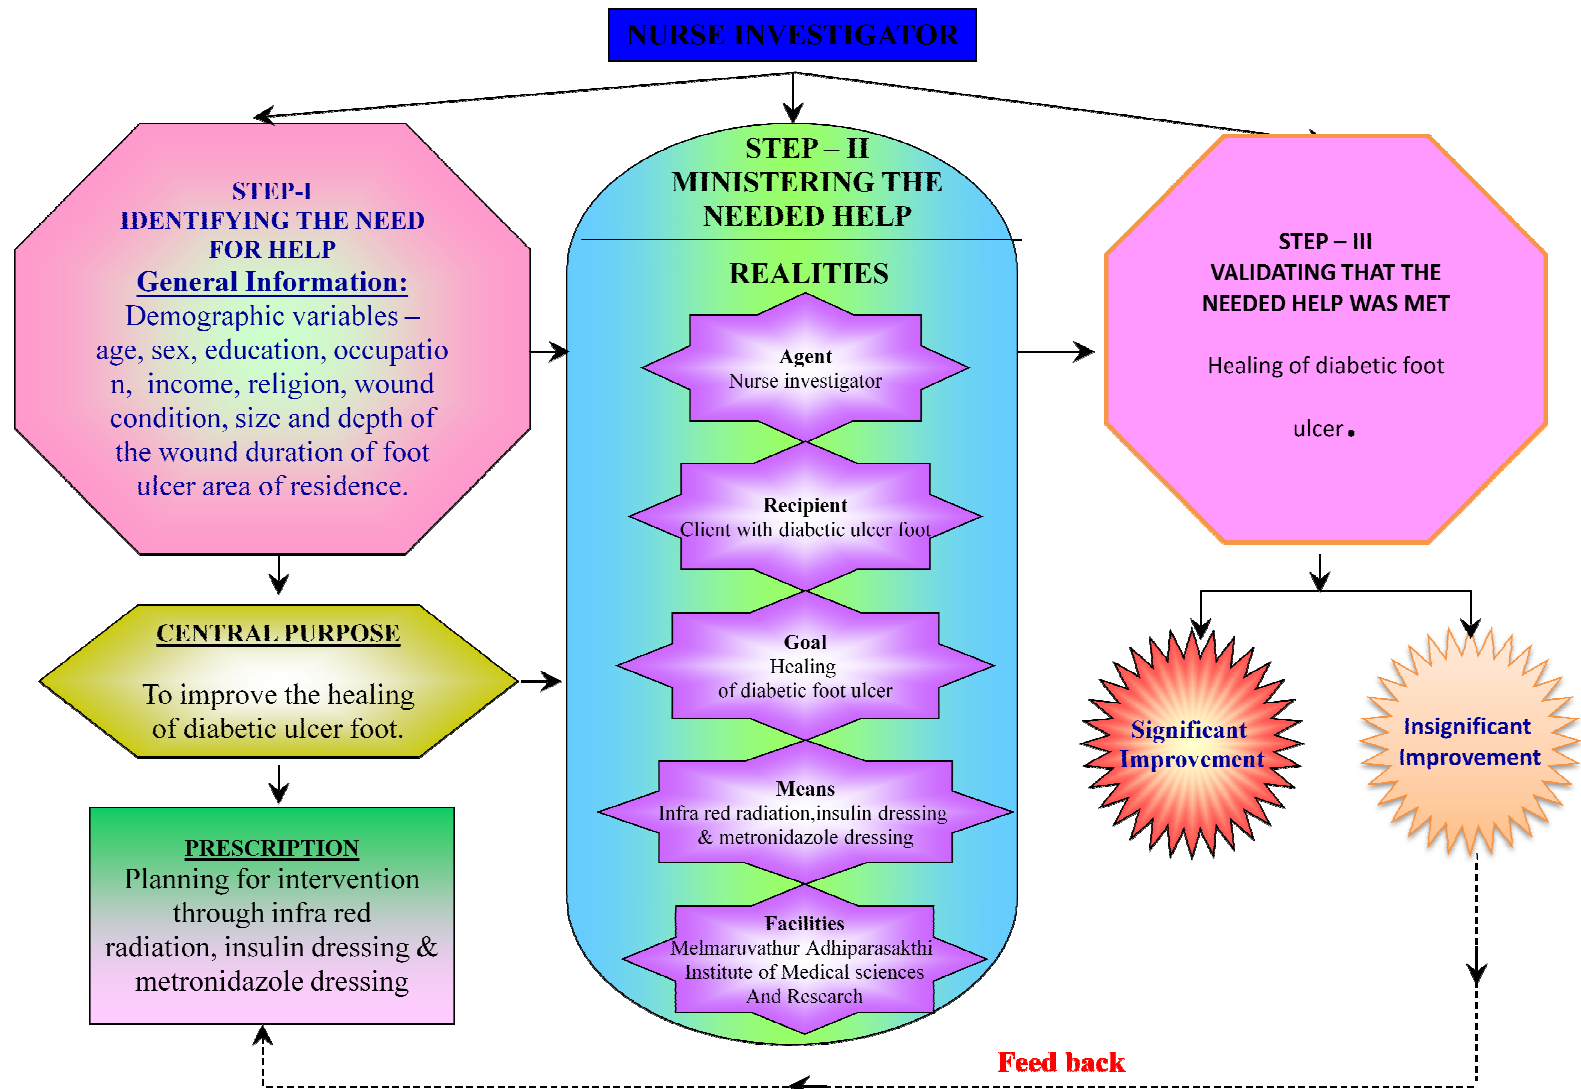 NURSE INVESTIGATOR
STEP-I
IDENTIFYING THE NEED
FOR HELP
General Information:
Demographic variables –
age, sex, education, occupatio
n, income, religion, wound
condition, size and depth of
the wound duration of foot
ulcer area of residence.
CENTRAL PURPOSE
To improve the healing
of diabetic ulcer foot.
PRESCRIPTION
Planning for intervention
through infra red
radiation, insulin dressing &
metronidazole dressing
STEP – II
MINISTERING THE
NEEDED HELP
REALITIES
Agent
Nurse investigator
Recipient
Client with diabetic ulcer foot
Goal
Healing
of diabetic foot ulcer
Means
Infra red radiation,insulin dressing
& metronidazole dressing
Facilities
Melmaruvathur Adhiparasakthi
Institute of Medical sciences
And Research
STEP – III
VALIDATING THAT THE
NEEDED HELP WAS MET
Healing of diabetic foot
ulcer.
Significant
Improvement
Insignificant
Improvement
Feed back